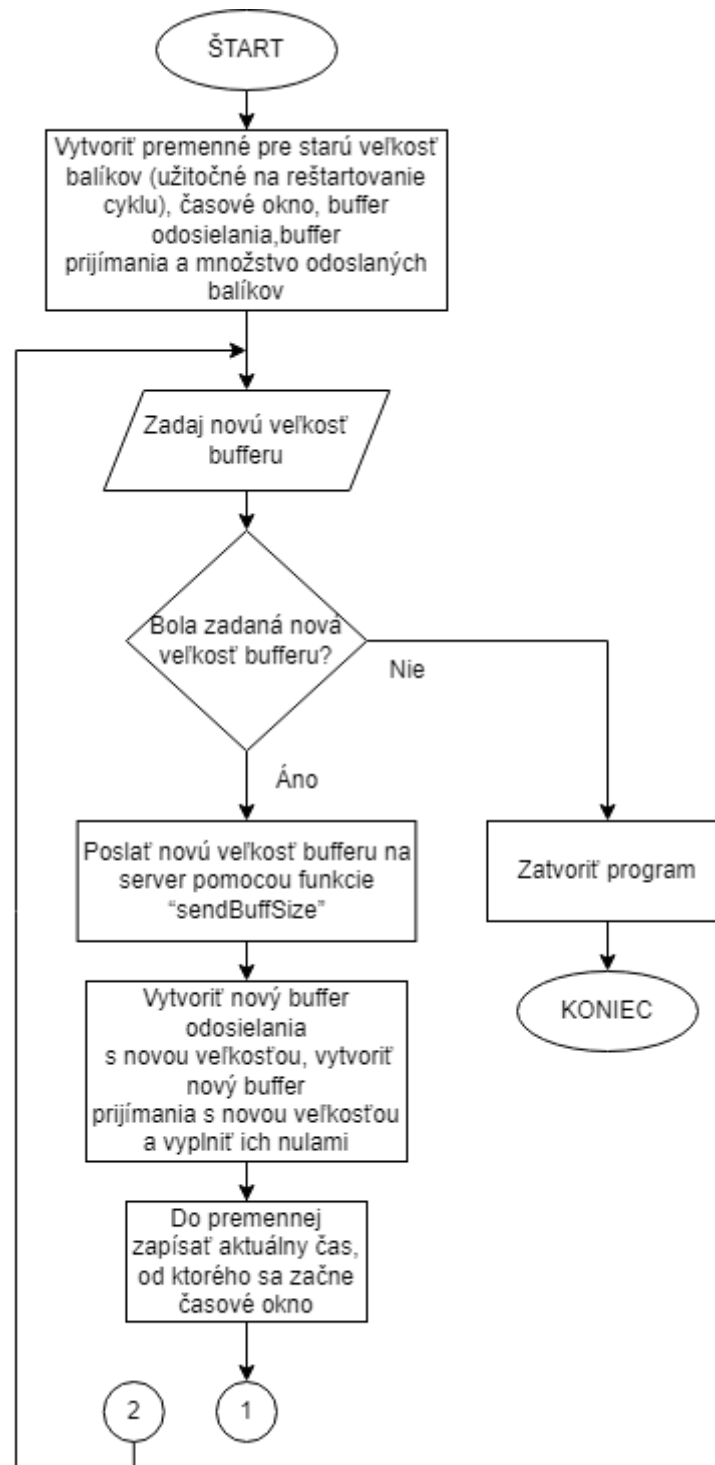 ŠTART
Vytvoriť premenné pre starú veľkosť
balíkov (užitočné na reštartovanie
cyklu), časové okno, buffer
odosielania,buffer
prijímania a množstvo odoslaných
balíkov
Zadaj novú veľkosť
bufferu
Bola zadaná nová
veľkosť bufferu?
Nie
Áno
Poslať novú veľkosť bufferu na
server pomocou funkcie
“sendBuffSize”
Zatvoriť program
Vytvoriť nový buffer
odosielania
s novou veľkosťou, vytvoriť
nový buffer
prijímania s novou veľkosťou
a vyplniť ich nulami
KONIEC
Do premennej
zapísať aktuálny čas,
od ktorého sa začne
časové okno
2
1